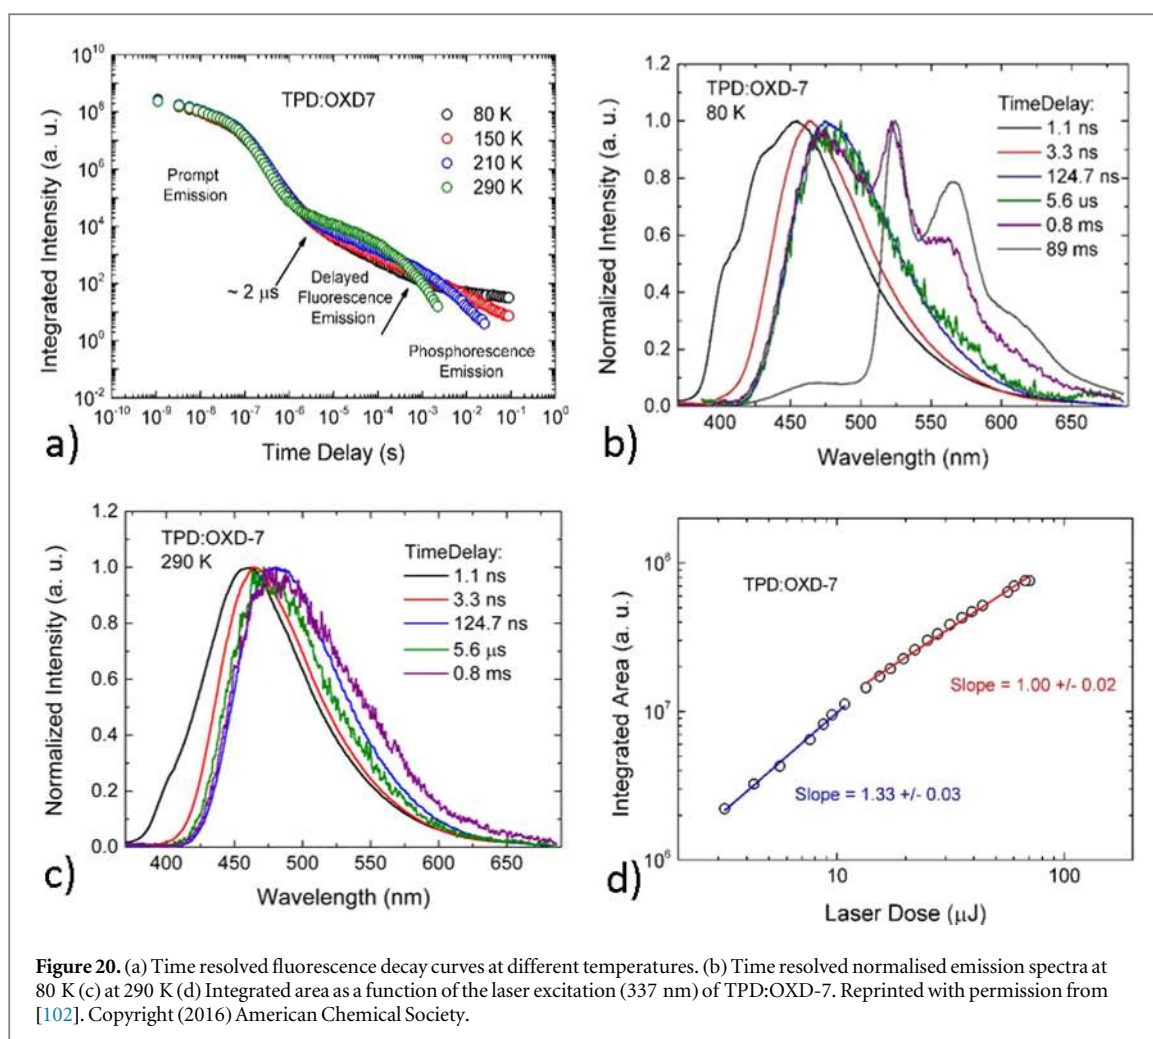 10^10
10^8
10^6
10^4
10^2
10^0
10^-2
Integrated Intensity (a. u.)
TPD:OXD7
80 K
150 K
210 K
290 K
Prompt
Emission
~ 2 μs
Delayed
Fluorescence
Emission
Phosphorescence
Emission
10^-10 10^-9 10^-8 10^-7 10^-6 10^-5 10^-4 10^-3 10^-2 10^-1 10^0
a)
Time Delay (s)
1.2
1.0
0.8
0.6
0.4
0.2
0.0
Normalized Intensity (a. u.)
TPD:OXD-7
80 K
TimeDelay:
1.1 ns
3.3 ns
124.7 ns
5.6 us
0.8 ms
89 ms
400 450 500 550 600 650
b)
Wavelength (nm)
1.2
1.0
0.8
0.6
0.4
0.2
0.0
Normalized Intensity (a. u.)
TPD:OXD-7
290 K
TimeDelay:
1.1 ns
3.3 ns
124.7 ns
5.6 μs
0.8 ms
400 450 500 550 600 650
c)
Wavelength (nm)
10^8
10^7
10^6
Integrated Area (a. u.)
TPD:OXD-7
Slope = 1.00 +/- 0.02
Slope = 1.33 +/- 0.03
10 100
d)
Laser Dose (μJ)
Figure 20. (a) Time resolved fluorescence decay curves at different temperatures. (b) Time resolved normalised emission spectra at
80 K (c) at 290 K (d) Integrated area as a function of the laser excitation (337 nm) of TPD:OXD-7. Reprinted with permission from
[102]. Copyright (2016) American Chemical Society.